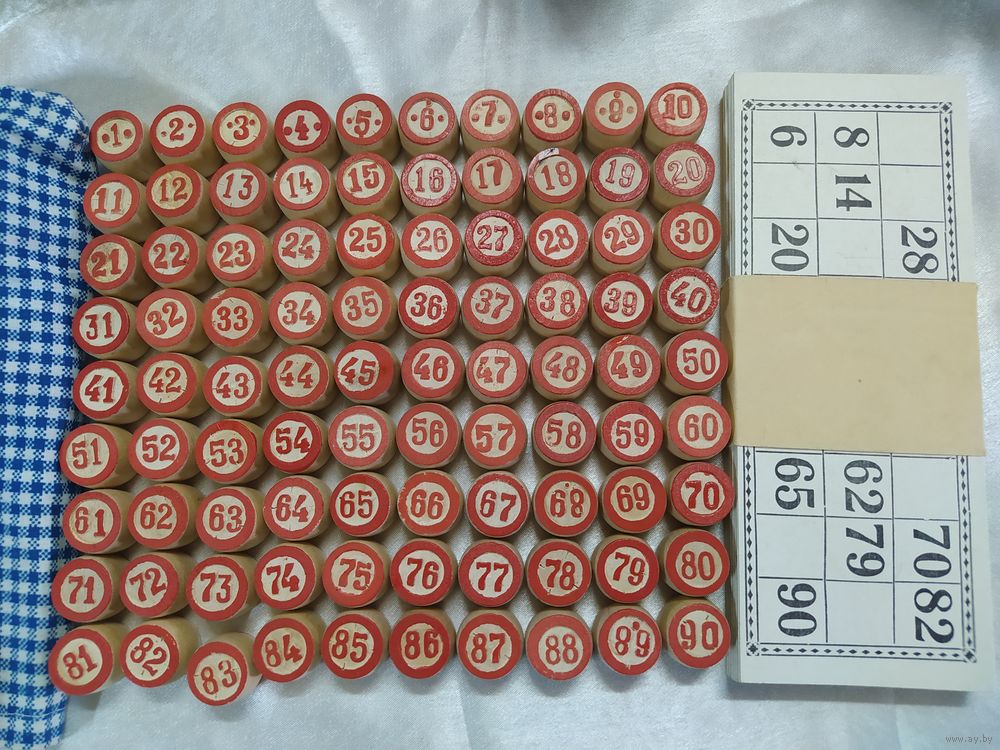 1 2 3 4 5 6 7 8 9 10
11 12 13 14 15 16 17 18 19 20
21 22 23 24 25 26 27 28 29 30
31 32 33 34 35 36 37 38 39 40
41 42 43 44 45 46 47 48 49 50
51 52 53 54 55 56 57 58 59 60
61 62 63 64 65 66 67 68 69 70
71 72 73 74 75 76 77 78 79 80
81 82 83 84 85 86 87 88 89 90
28 70 82
8 14 62 79
6 20 65 90
www.ay.by